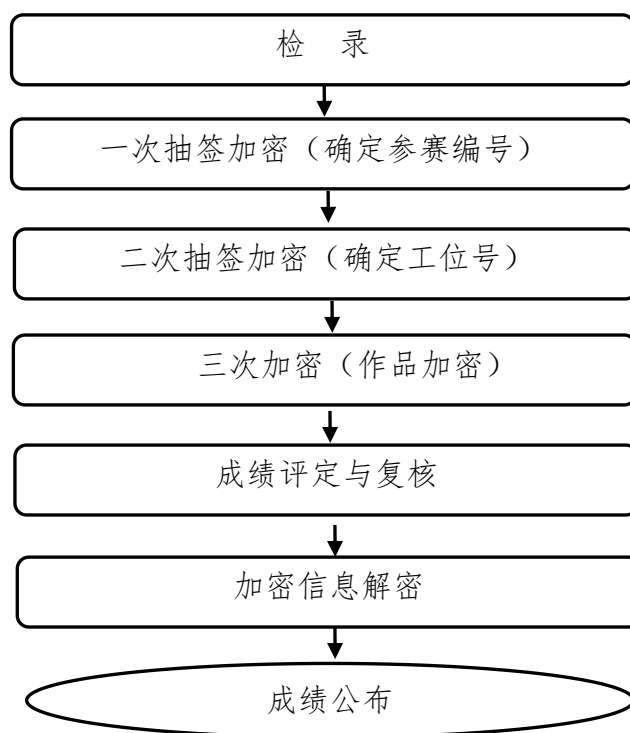 检　录
一次抽签加密（确定参赛编号）
二次抽签加密（确定工位号）
三次加密（作品加密）
成绩评定与复核
加密信息解密
成绩公布